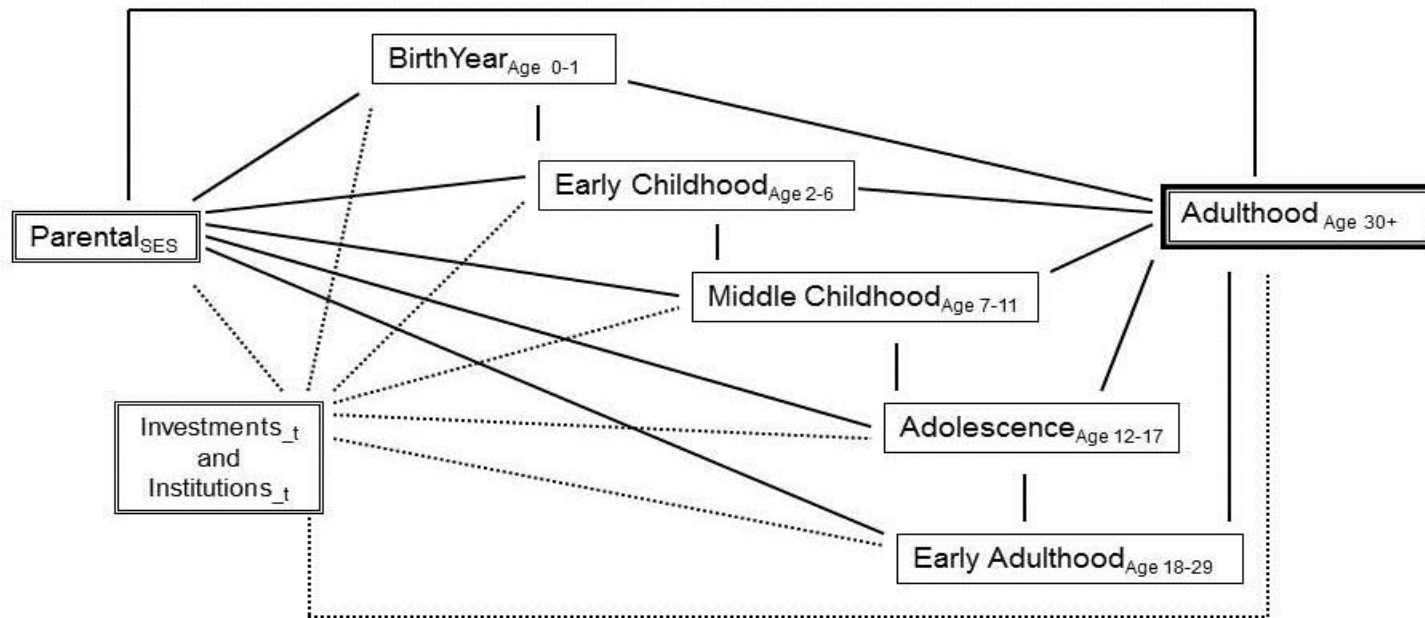 BirthYear Age 0-1
Early Childhood Age 2-6
Parental SES
Adulthood Age 30+
Middle Childhood Age 7-11
Investments_t
and
Institutions_t
Adolescence Age 12-17
Early Adulthood Age 18-29